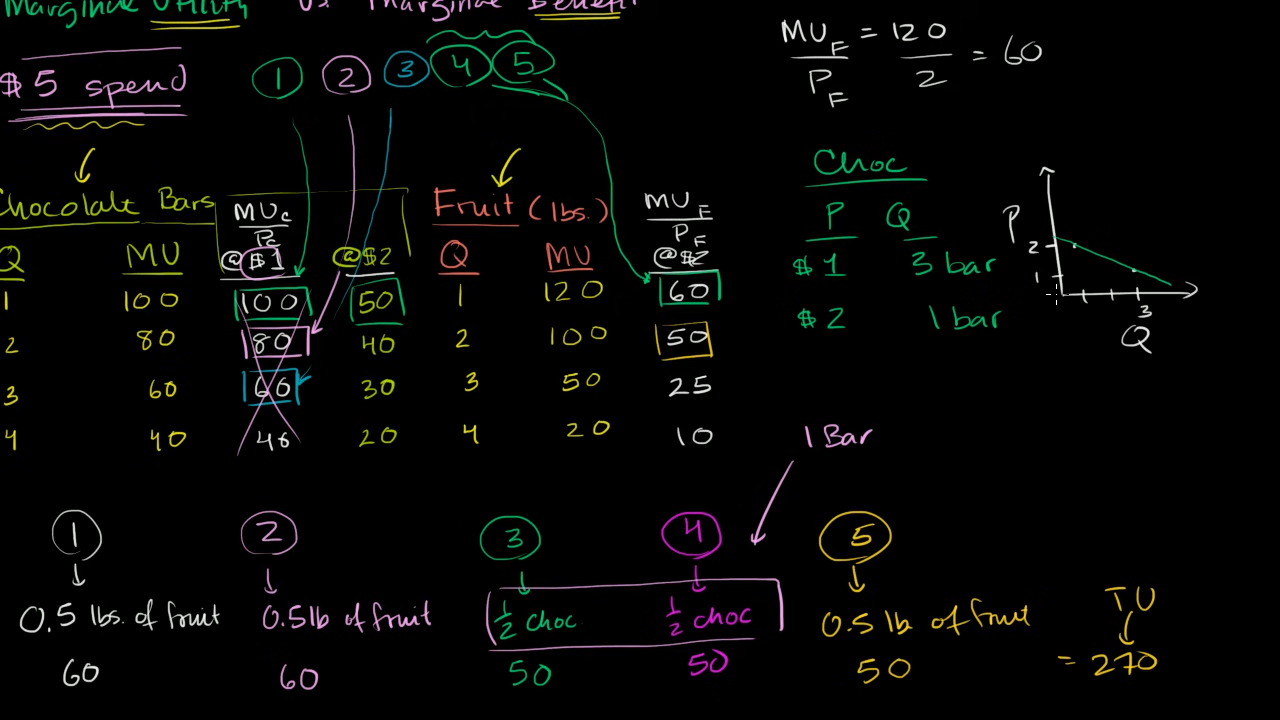 Marginal Utility vs Marginal Benefit
$5 spend
1 2 3 4 5
MU_F = 120 = 60
P_F 2
Chocolate Bars
MUc
Pc
Fruit (lbs.)
MU_F
P_F
Q MU @$1 @$2 Q MU @$2
1 100 100 50 1 120 60
2 80 80 40 2 100 50
3 60 60 30 3 50 25
4 40 40 20 4 20 10
Choc
P Q
$1 3 bar
$2 1 bar
P
2
1
3
Q
1 Bar
1 2 3 4 5
0.5 lbs. of fruit 0.5lb of fruit 1/2 choc 1/2 choc 0.5 lb of fruit TU
60 60 50 50 50 = 270